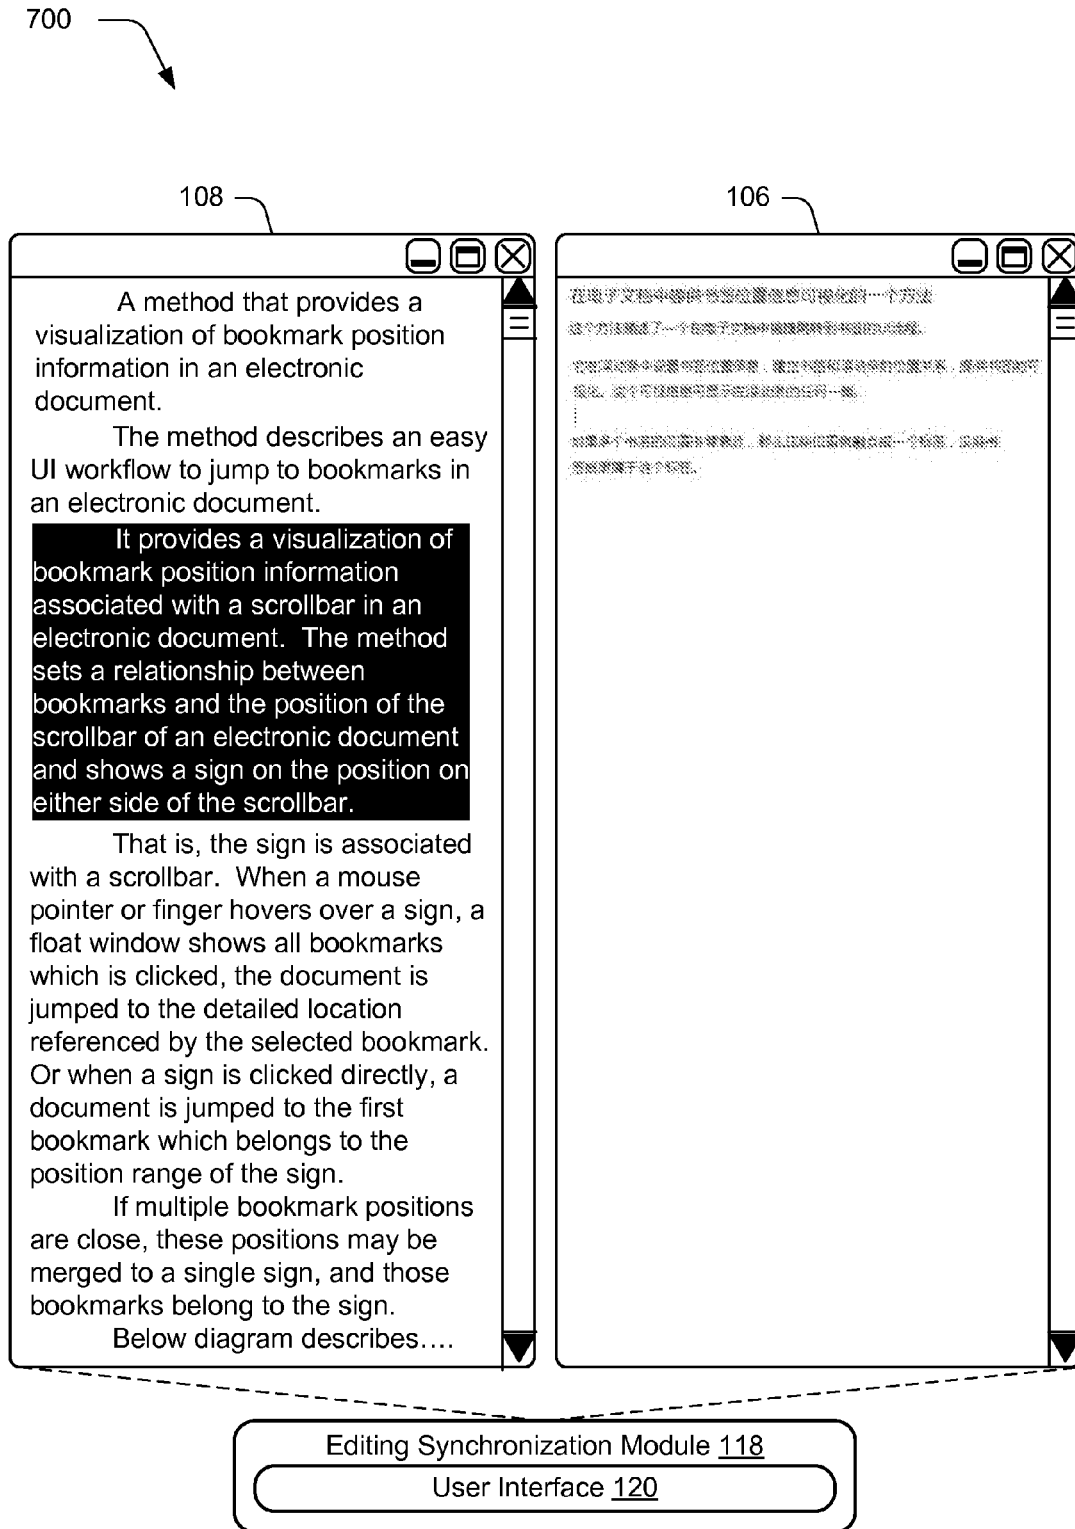 700
108
106
A method that provides a
visualization of bookmark position
information in an electronic
document.
The method describes an easy
UI workflow to jump to bookmarks in
an electronic document.
It provides a visualization of
bookmark position information
associated with a scrollbar in an
electronic document.  The method
sets a relationship between
bookmarks and the position of the
scrollbar of an electronic document
and shows a sign on the position on
either side of the scrollbar.
That is, the sign is associated
with a scrollbar.  When a mouse
pointer or finger hovers over a sign, a
float window shows all bookmarks
which is clicked, the document is
jumped to the detailed location
referenced by the selected bookmark.
Or when a sign is clicked directly, a
document is jumped to the first
bookmark which belongs to the
position range of the sign.
If multiple bookmark positions
are close, these positions may be
merged to a single sign, and those
bookmarks belong to the sign.
Below diagram describes....
一个方法
Editing Synchronization Module 118
User Interface 120